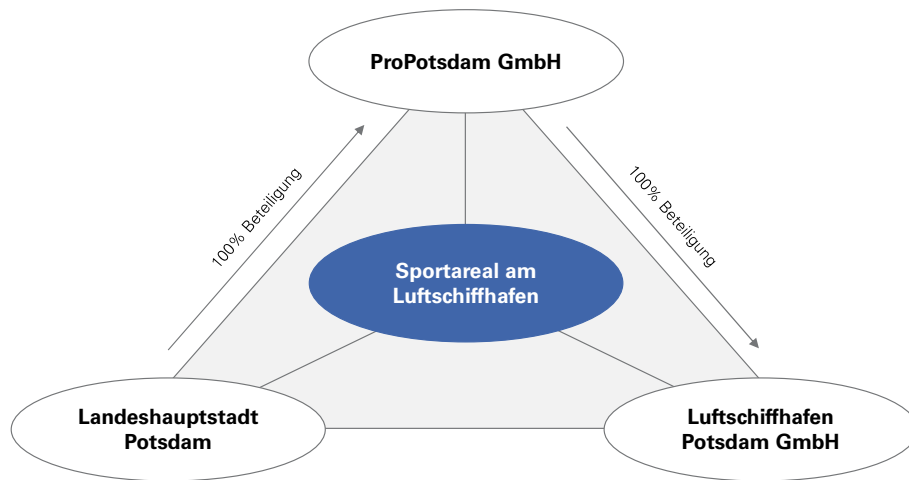 ProPotsdam GmbH
100% Beteiligung
100% Beteiligung
Sportareal am
Luftschiffhafen
Landeshauptstadt
Potsdam
Luftschiffhafen
Potsdam GmbH